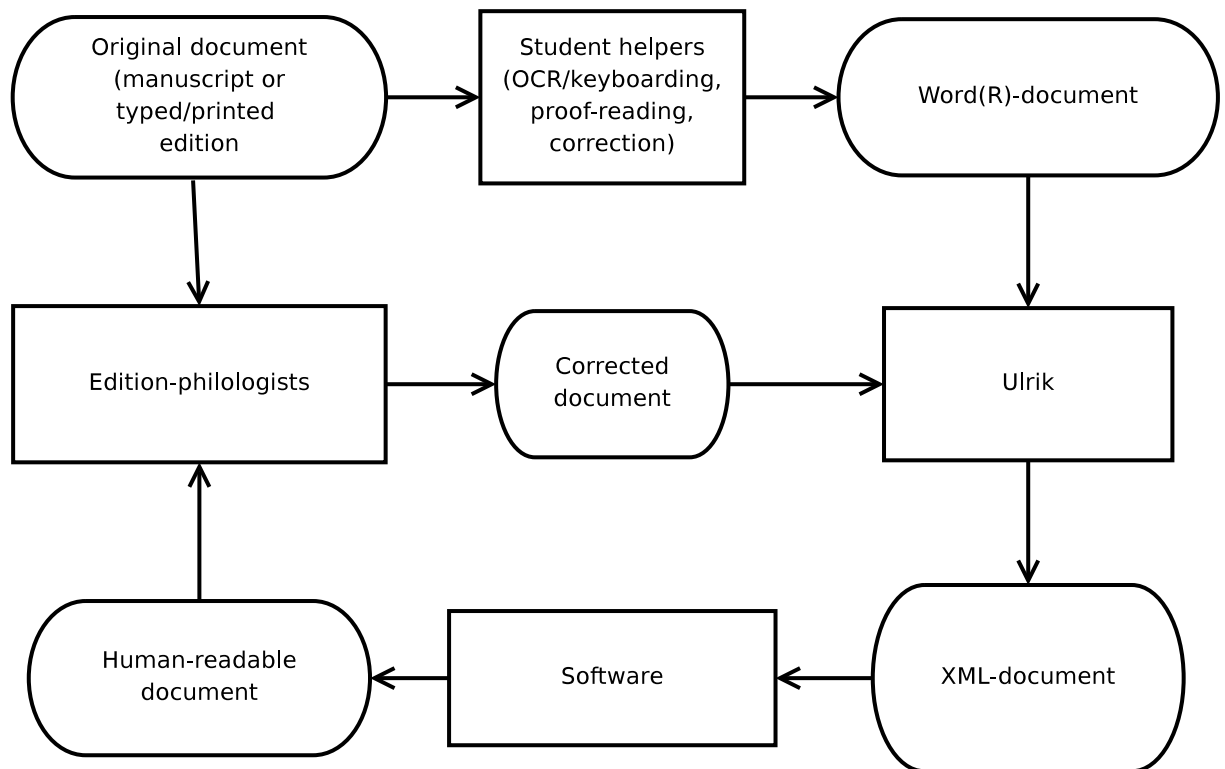 Original document
(manuscript or
typed/printed
edition
Student helpers
(OCR/keyboarding,
proof-reading,
correction)
Word(R)-document
Edition-philologists
Corrected
document
Ulrik
Human-readable
document
Software
XML-document